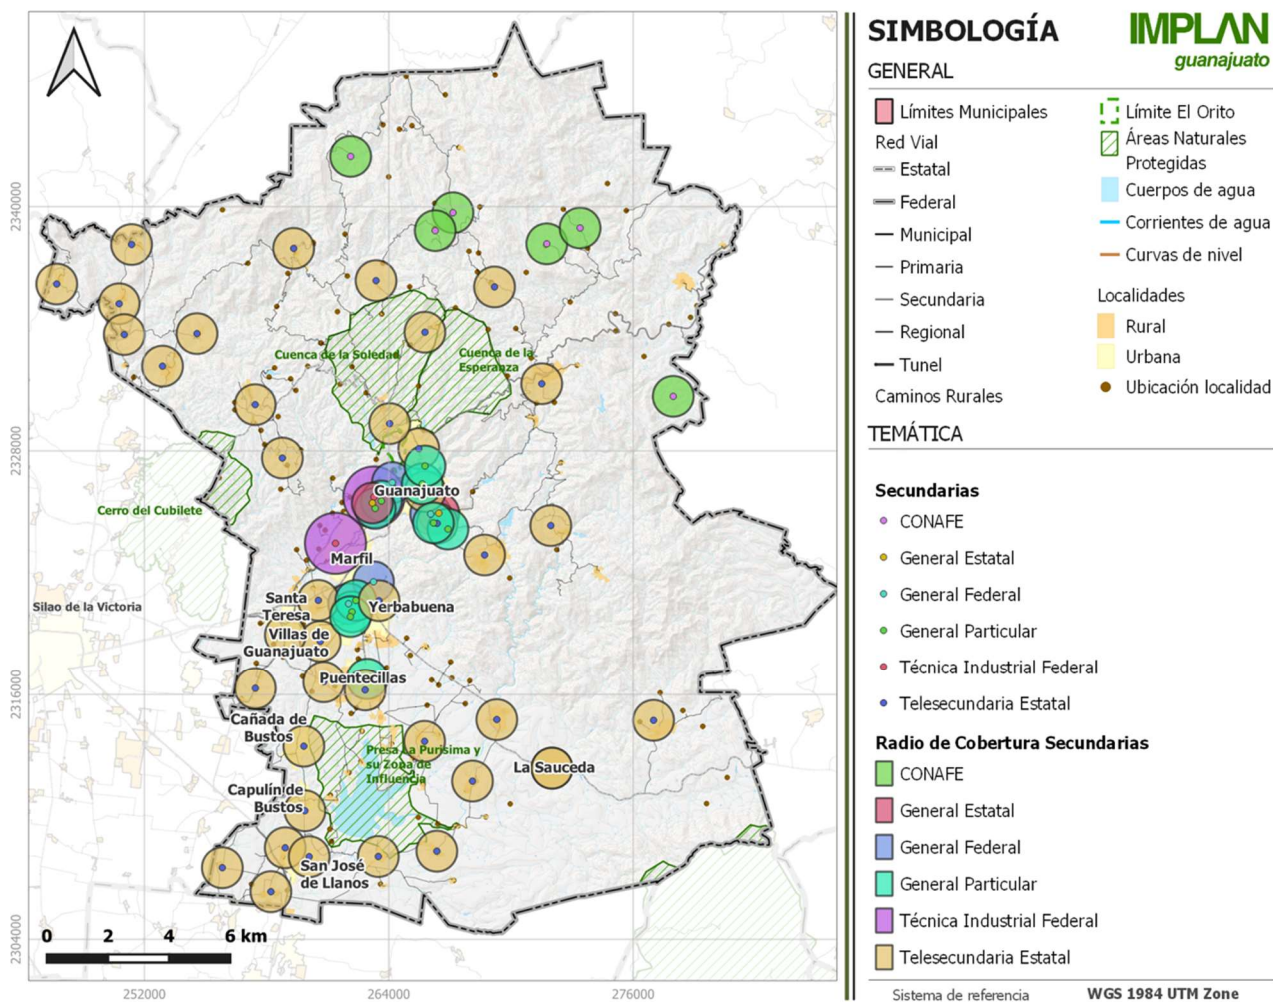 2340000
2328000
2316000
2304000
Cuenca de la Soledad
Cuenca de la
Esperanza
Guanajuato
Cerro del Cubilete
Marfil
Silao de la Victoria
Santa
Teresa
Yerbabuena
Villas de
Guanajuato
Puentecillas
Cañada de
Bustos
Presa La Purísima y
su Zona de
Influencia
La Sauceda
Capulín de
Bustos
San José
de Llanos
0 2 4 6 km
252000 264000 276000
SIMBOLOGÍA
IMPLAN
guanajuato
GENERAL
Límites Municipales
Red Vial
Estatal
Federal
Municipal
Primaria
Secundaria
Regional
Tunel
Caminos Rurales
Límite El Orito
Áreas Naturales
Protegidas
Cuerpos de agua
Corrientes de agua
Curvas de nivel
Localidades
Rural
Urbana
Ubicación localidad
TEMÁTICA
Secundarias
CONAFE
General Estatal
General Federal
General Particular
Técnica Industrial Federal
Telesecundaria Estatal
Radio de Cobertura Secundarias
CONAFE
General Estatal
General Federal
General Particular
Técnica Industrial Federal
Telesecundaria Estatal
Sistema de referencia WGS 1984 UTM Zone